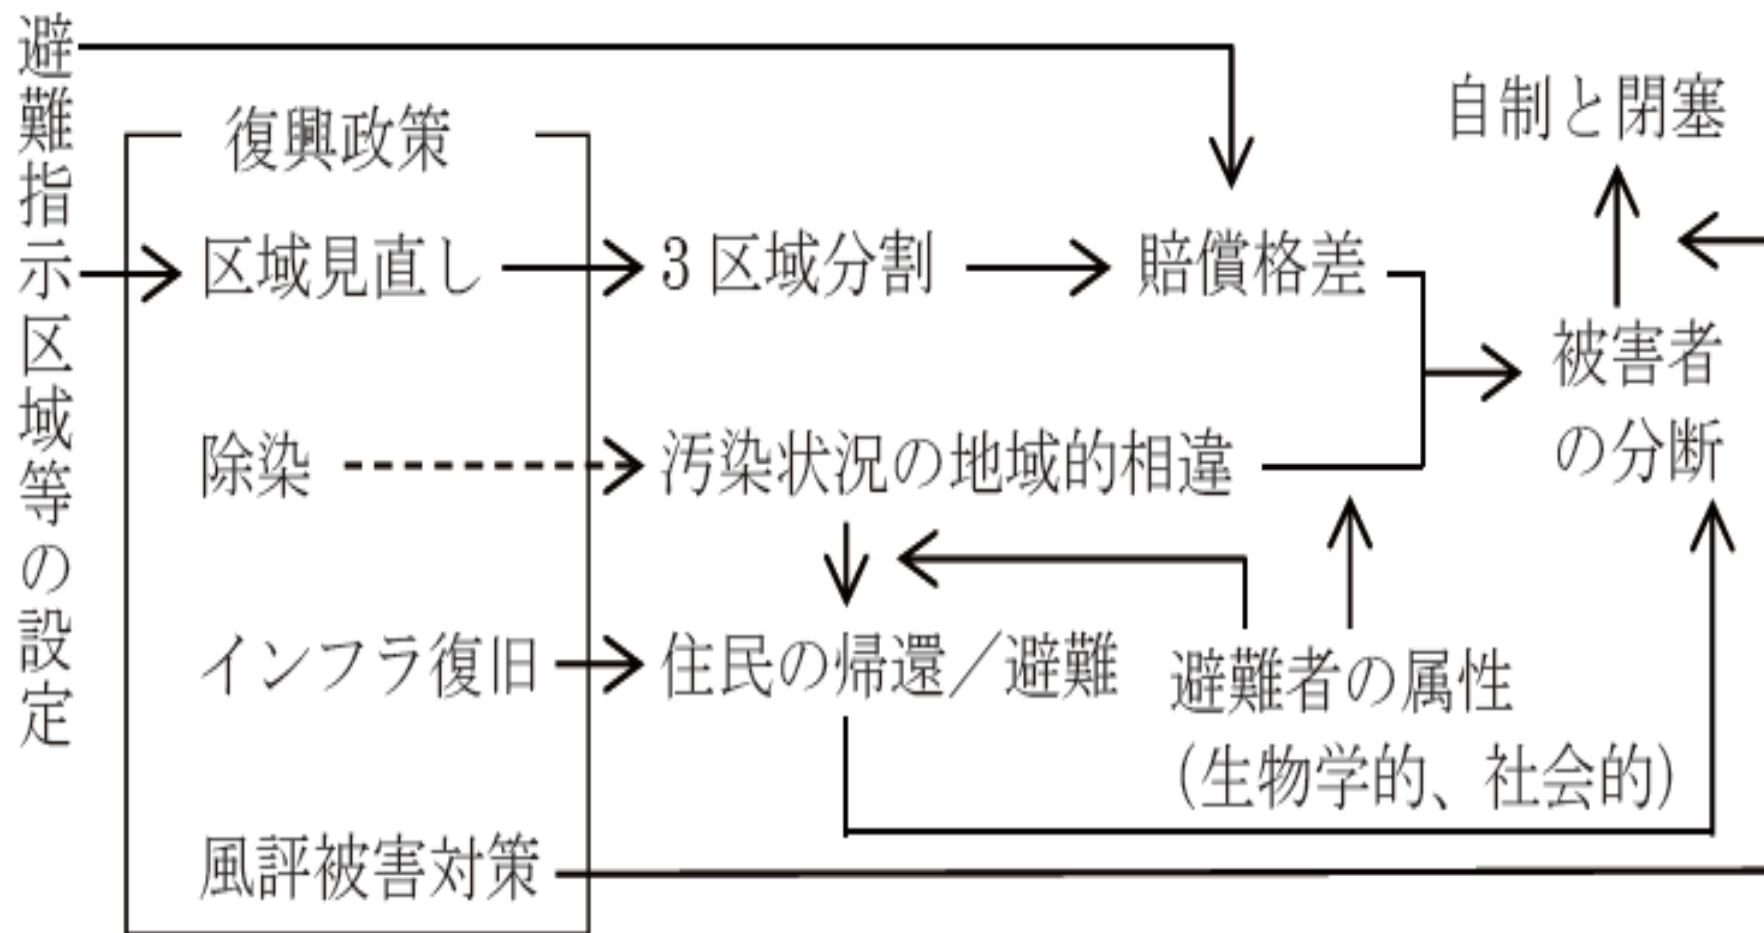 避難指示区域等の設定
復興政策
区域見直し
3区域分割
賠償格差
自制と閉塞
被害者
の分断
除染
汚染状況の地域的相違
インフラ復旧
住民の帰還／避難
避難者の属性
(生物学的、社会的)
風評被害対策